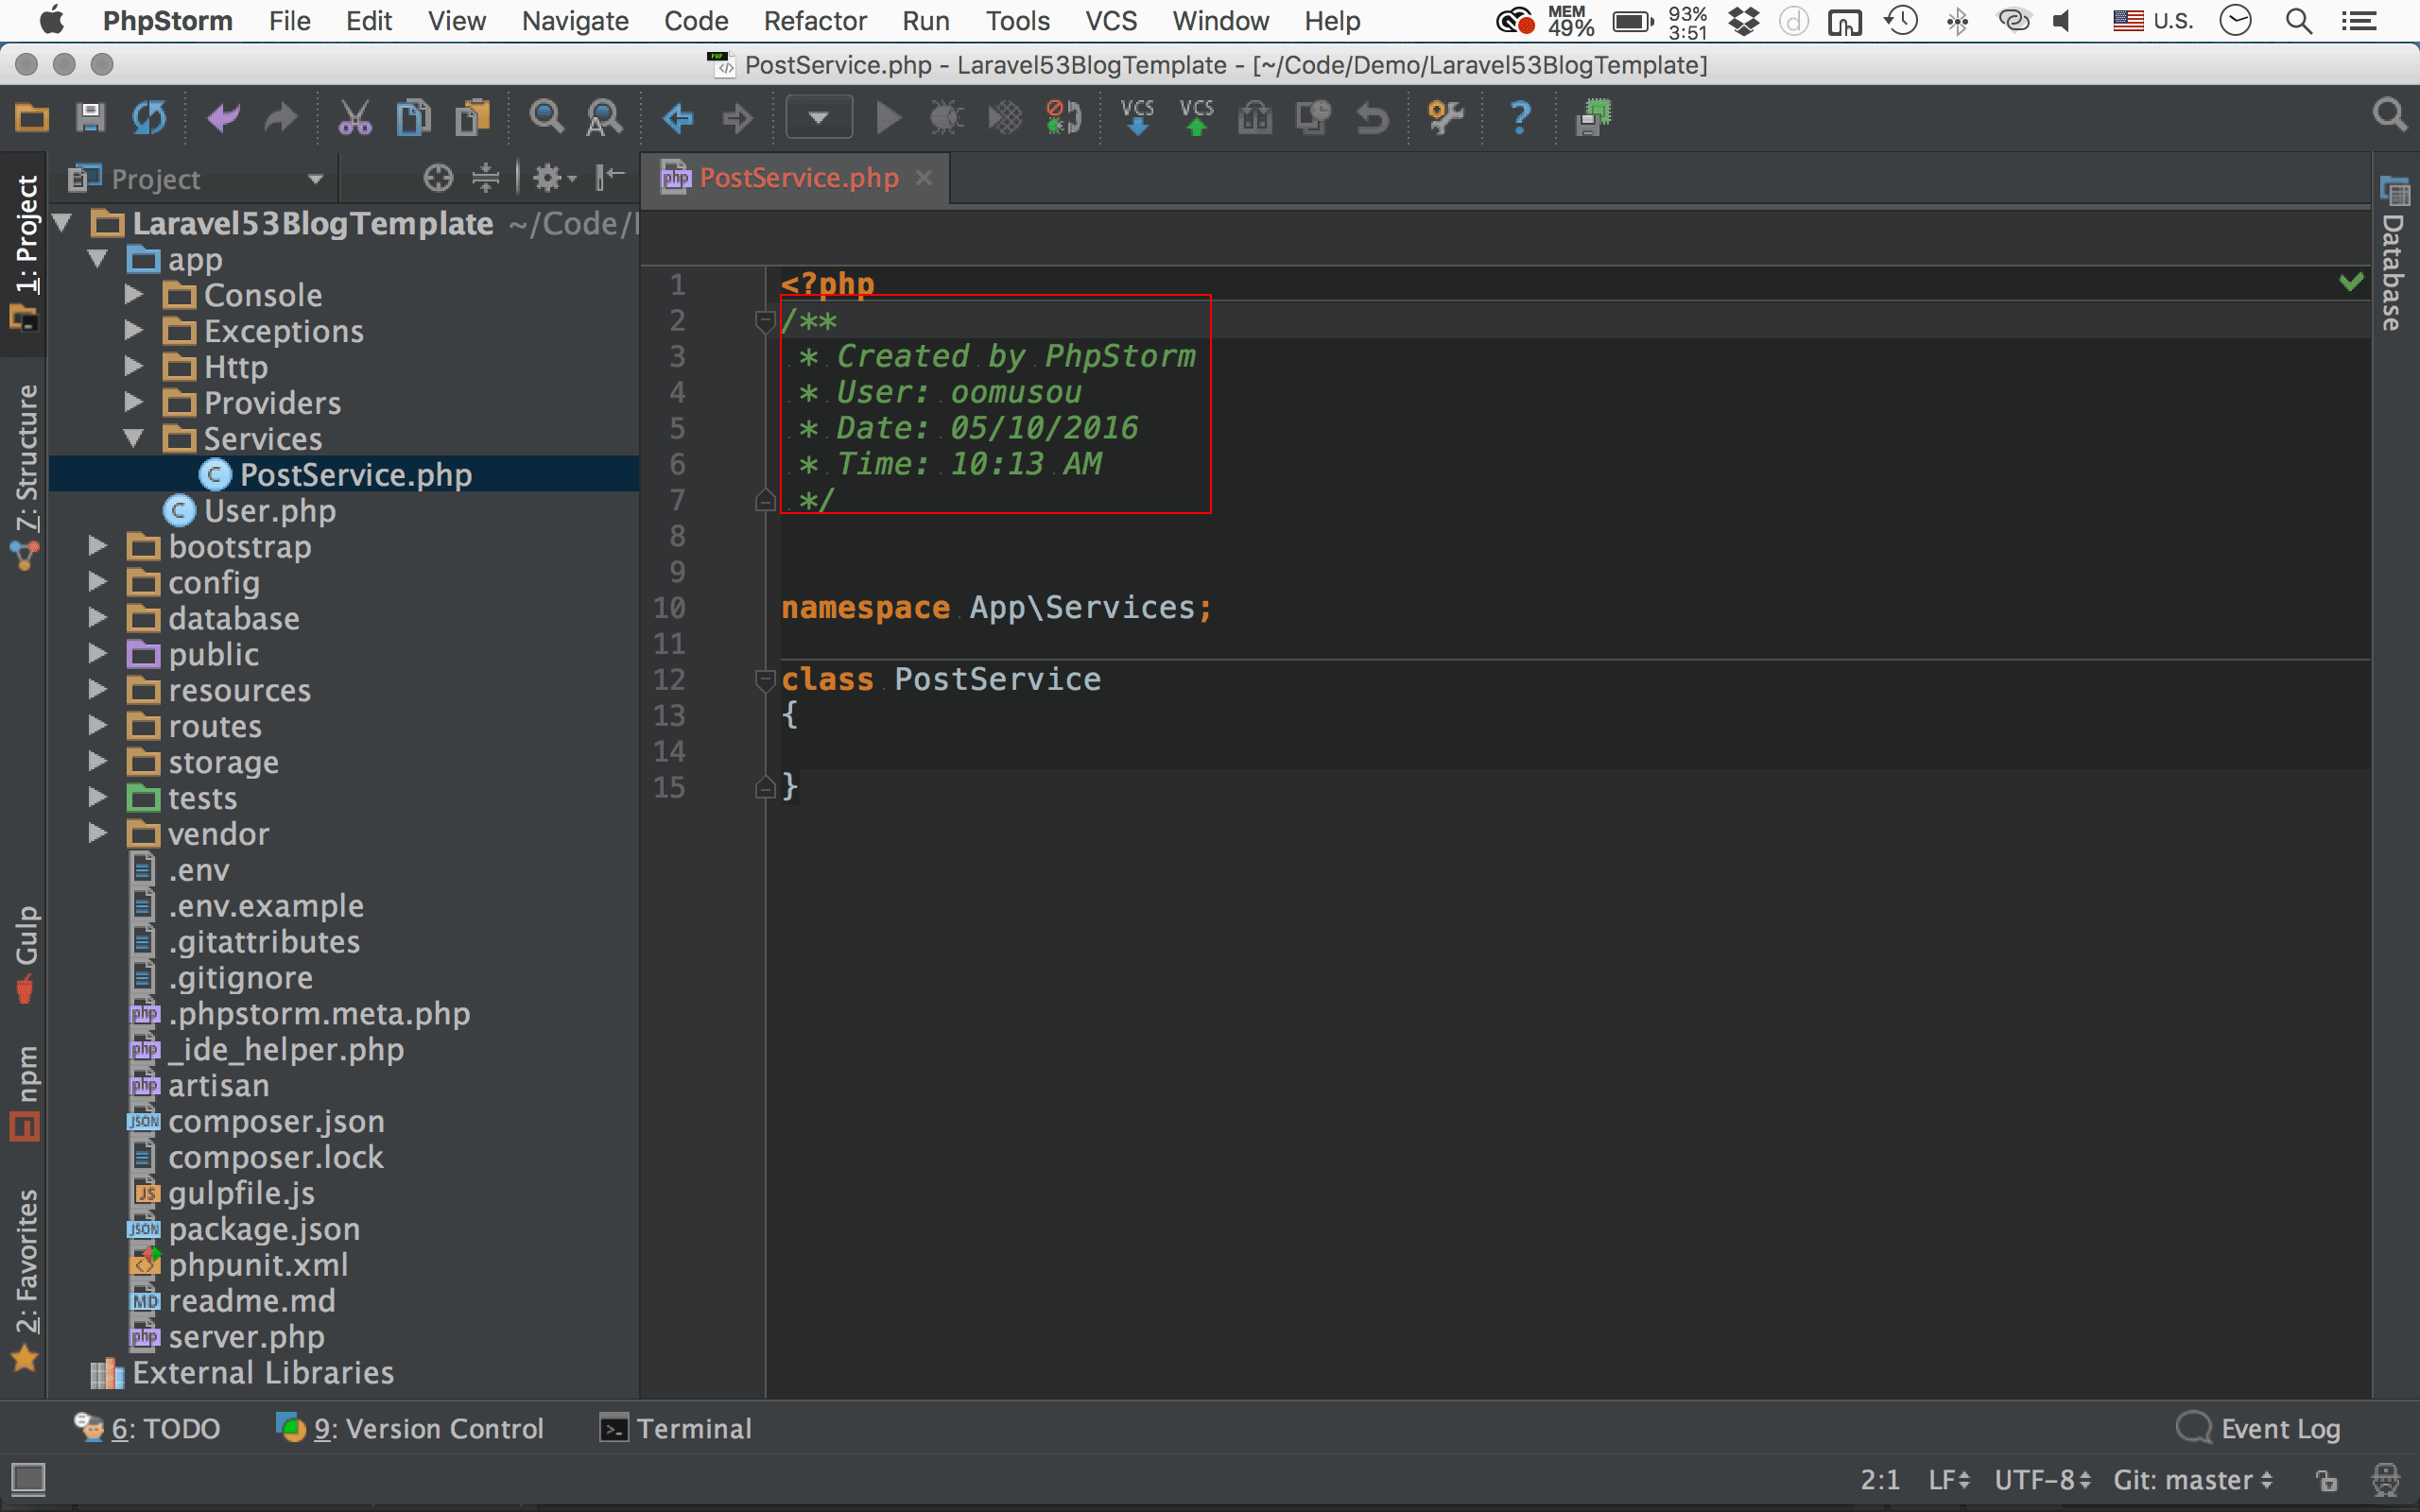 PhpStorm File Edit View Navigate Code Refactor Run Tools VCS Window Help MEM 49% 93% 3:51 U.S.
PostService.php - Laravel53BlogTemplate - [~/Code/Demo/Laravel53BlogTemplate]
VCS VCS ?
Project
PostService.php
1: Project
7: Structure
Gulp
npm
2: Favorites
Database
Laravel53BlogTemplate ~/Code/
app
Console
Exceptions
Http
Providers
Services
PostService.php
User.php
bootstrap
config
database
public
resources
routes
storage
tests
vendor
.env
.env.example
.gitattributes
.gitignore
.phpstorm.meta.php
_ide_helper.php
artisan
composer.json
composer.lock
gulpfile.js
package.json
phpunit.xml
readme.md
server.php
External Libraries
1 <?php
2 /**
3 * Created by PhpStorm
4 * User: oomusou
5 * Date: 05/10/2016
6 * Time: 10:13 AM
7 */
8
9
10 namespace App\Services;
11
12 class PostService
13 {
14
15 }
6: TODO 9: Version Control Terminal Event Log
2:1 LF UTF-8 Git: master